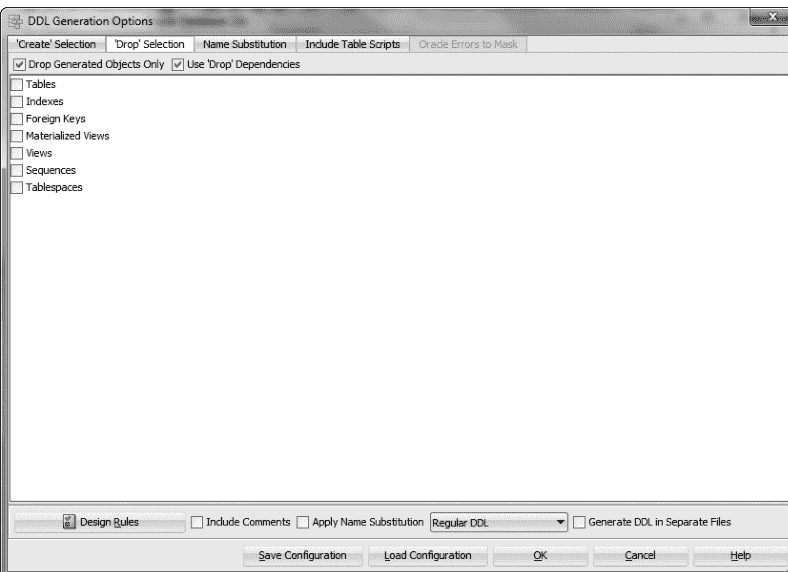 DDL Generation Options
'Create' Selection 'Drop' Selection Name Substitution Include Table Scripts Oracle Errors to Mask
Drop Generated Objects Only Use 'Drop' Dependencies
Tables
Indexes
Foreign Keys
Materialized Views
Views
Sequences
Tablespaces
Design Rules Include Comments Apply Name Substitution Regular DDL Generate DDL in Separate Files
Save Configuration Load Configuration OK Cancel Help